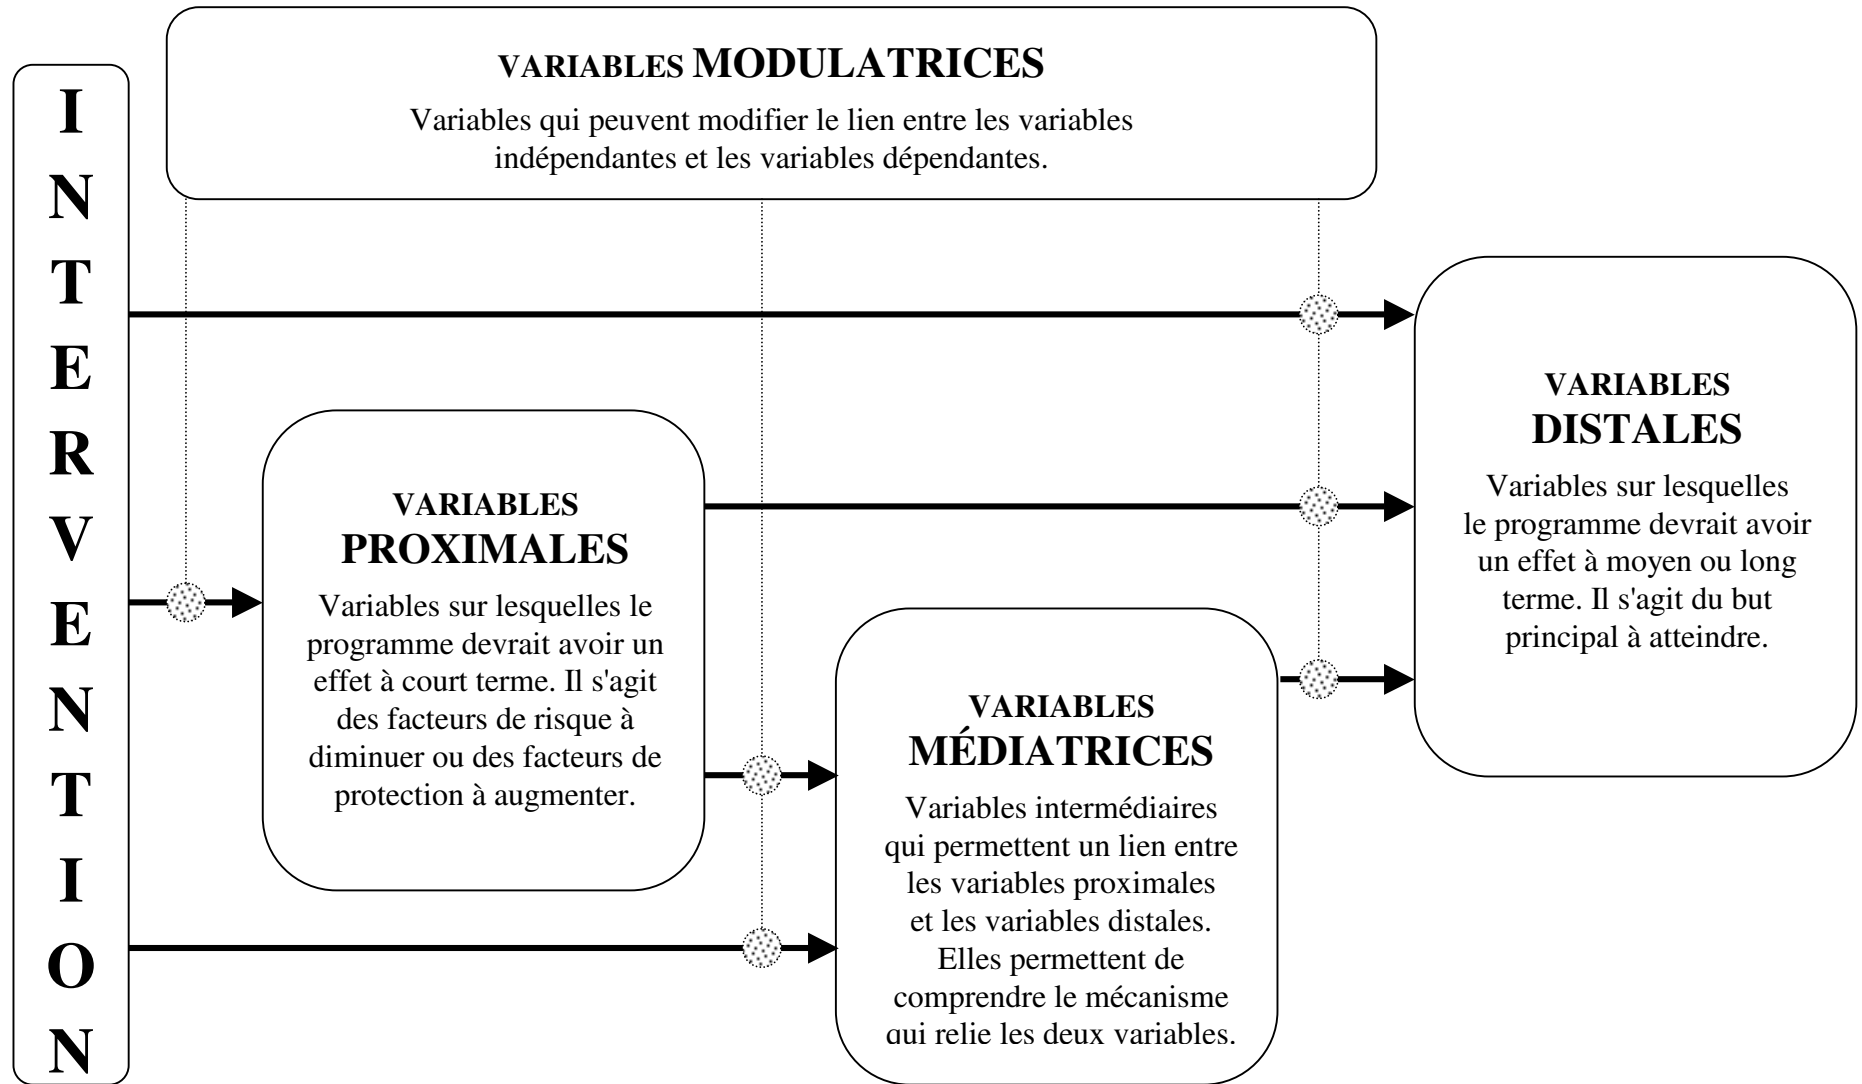 I
N
T
E
R
V
E
N
T
I
O
N
VARIABLES MODULATRICES
Variables qui peuvent modifier le lien entre les variables
indépendantes et les variables dépendantes.
VARIABLES
PROXIMALES
Variables sur lesquelles le
programme devrait avoir un
effet à court terme. Il s'agit
des facteurs de risque à
diminuer ou des facteurs de
protection à augmenter.
VARIABLES
MÉDIATRICES
Variables intermédiaires
qui permettent un lien entre
les variables proximales
et les variables distales.
Elles permettent de
comprendre le mécanisme
qui relie les deux variables.
VARIABLES
DISTALES
Variables sur lesquelles
le programme devrait avoir
un effet à moyen ou long
terme. Il s'agit du but
principal à atteindre.